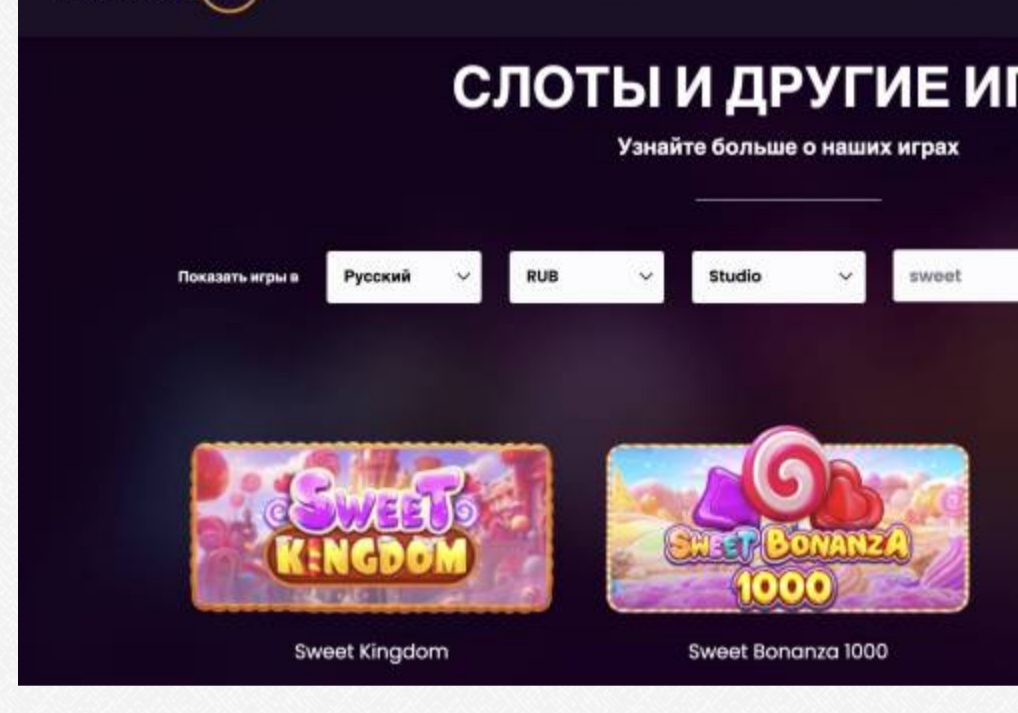 СЛОТЫ И ДРУГИЕ ИГ
Узнайте больше о наших играх
Показать игры в Русский RUB Studio sweet
SWEET KINGDOM
SWEET BONANZA 1000
Sweet Kingdom
Sweet Bonanza 1000